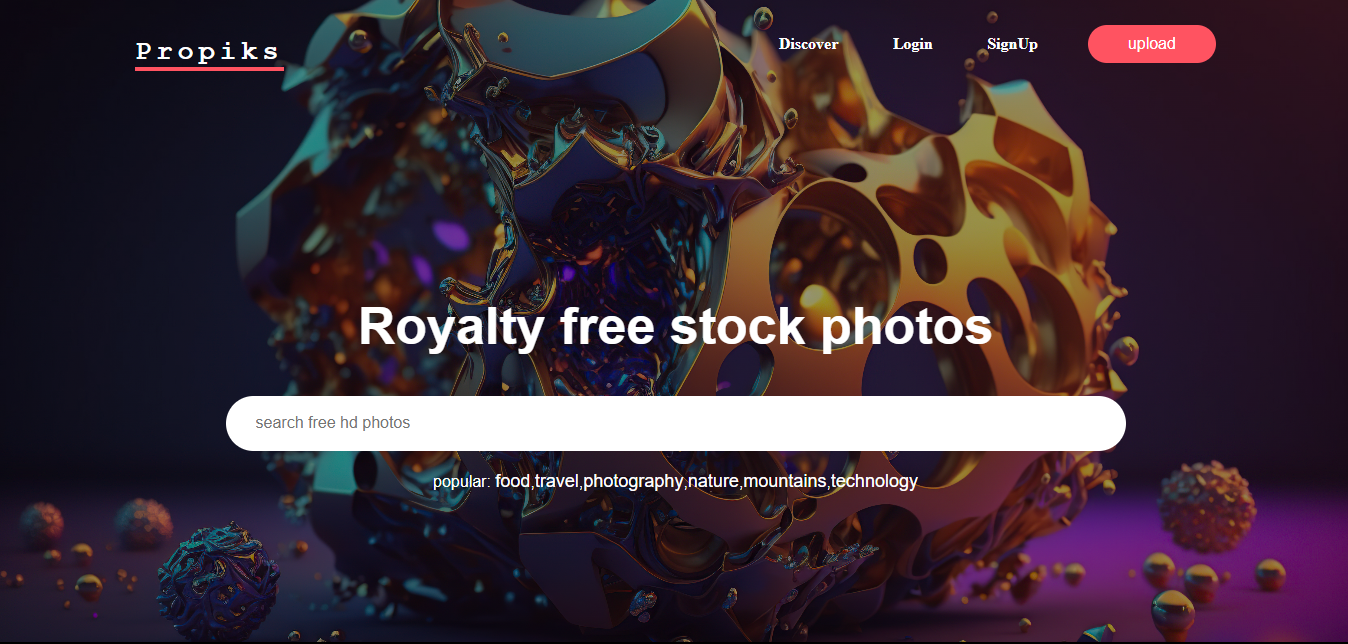 Propiks
Discover Login SignUp upload
Royalty free stock photos
search free hd photos
popular: food,travel,photography,nature,mountains,technology